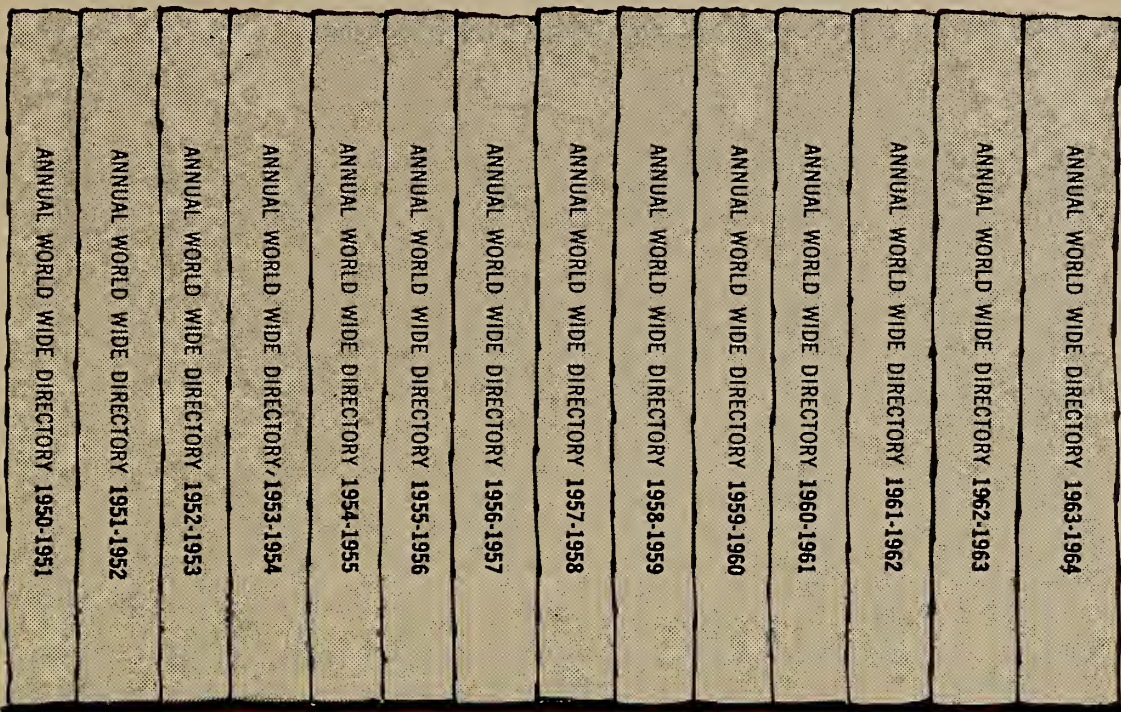 ANNUAL WORLD WIDE DIRECTORY 1950-1951
ANNUAL WORLD WIDE DIRECTORY 1951-1952
ANNUAL WORLD WIDE DIRECTORY 1952-1953
ANNUAL WORLD WIDE DIRECTORY, 1953-1954
ANNUAL WORLD WIDE DIRECTORY 1954-1955
ANNUAL WORLD WIDE DIRECTORY 1955-1956
ANNUAL WORLD WIDE DIRECTORY 1956-1957
ANNUAL WORLD WIDE DIRECTORY 1957-1958
ANNUAL WORLD WIDE DIRECTORY 1958-1959
ANNUAL WORLD WIDE DIRECTORY 1959-1960
ANNUAL WORLD WIDE DIRECTORY 1960-1961
ANNUAL WORLD WIDE DIRECTORY 1961-1962
ANNUAL WORLD WIDE DIRECTORY 1962-1963
ANNUAL WORLD WIDE DIRECTORY 1963-1964